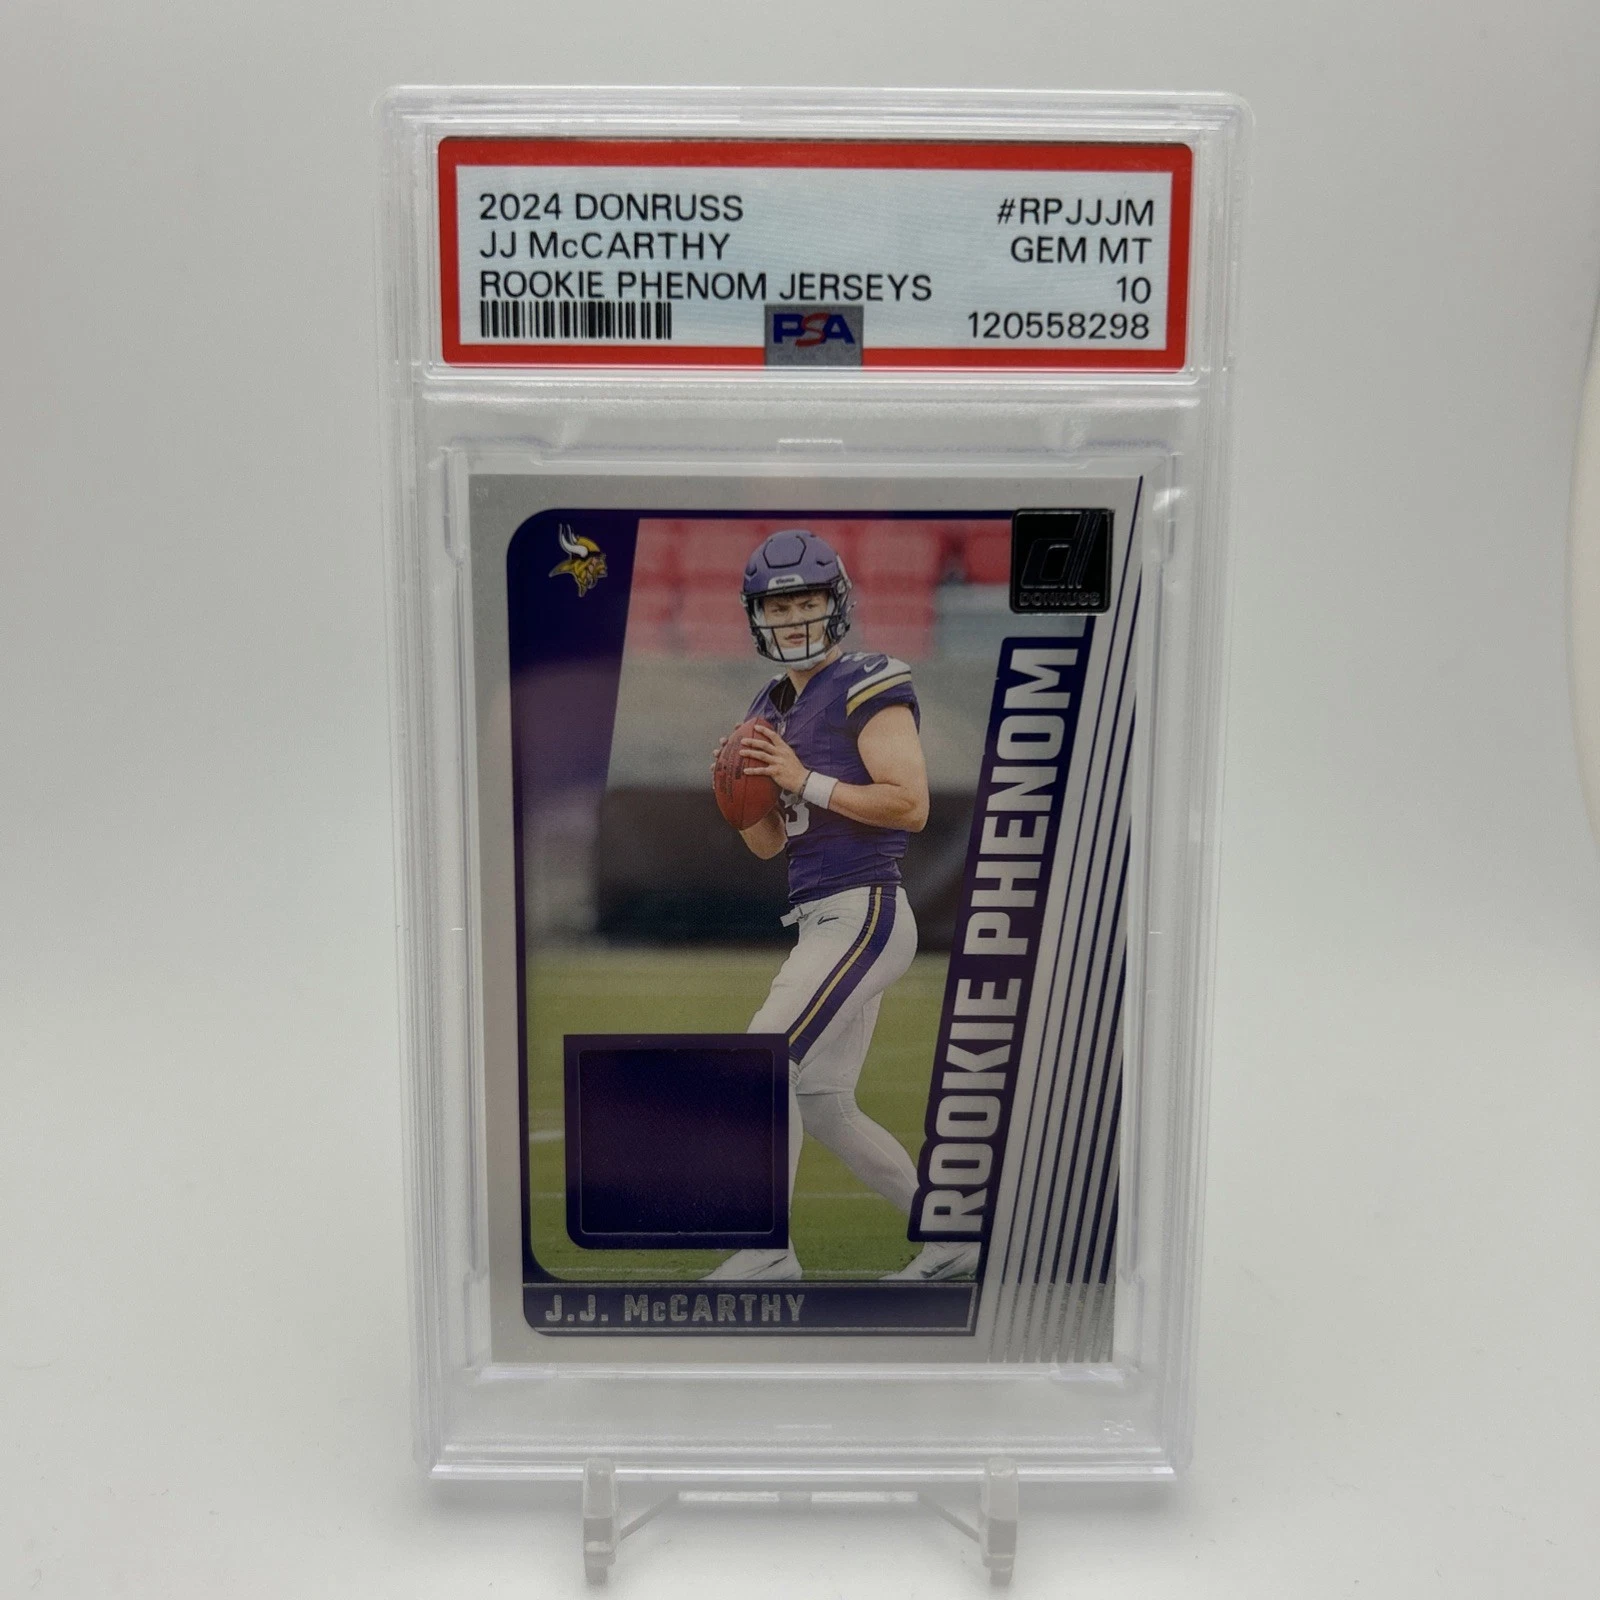 2024 DONRUSS #RPJJJM
JJ McCARTHY GEM MT
ROOKIE PHENOM JERSEYS 10
PSA 120558298
d
DONRUSS
ROOKIE PHENOM
J.J. McCARTHY